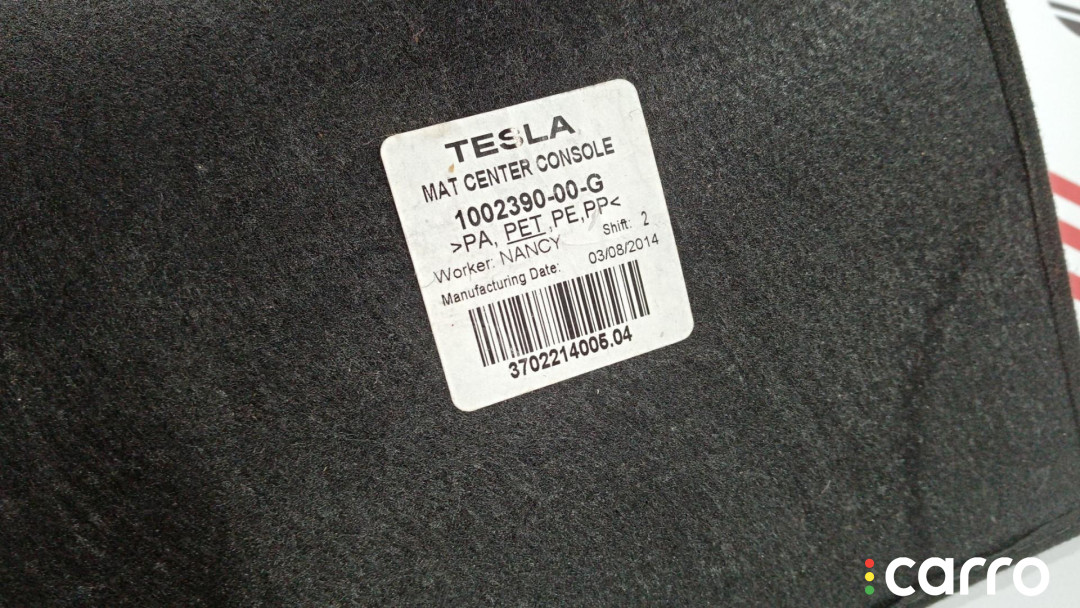 TESLA
MAT CENTER CONSOLE
1002390-00-G
>PA, PET, PE, PP<
Worker: NANCY Shift: 2
Manufacturing Date: 03/08/2014
3702214006.04
carro